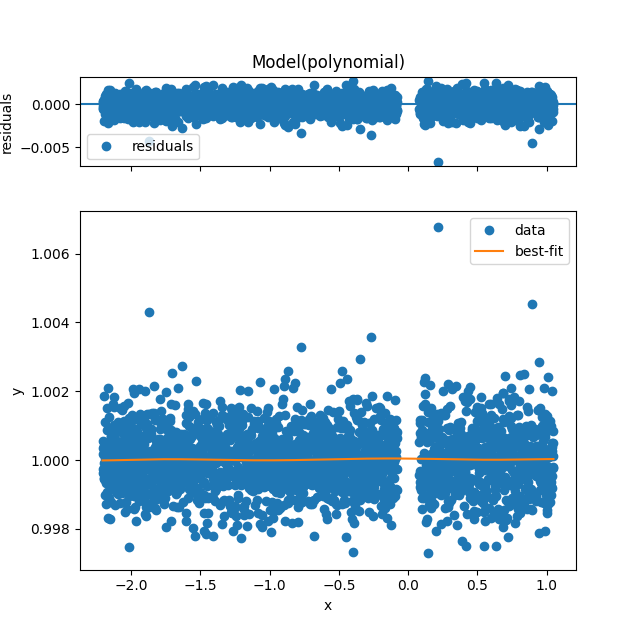 Model(polynomial)
0.000
−0.005
residuals
residuals
1.006
1.004
1.002
1.000
0.998
y
data
best-fit
−2.0 −1.5 −1.0 −0.5 0.0 0.5 1.0
x